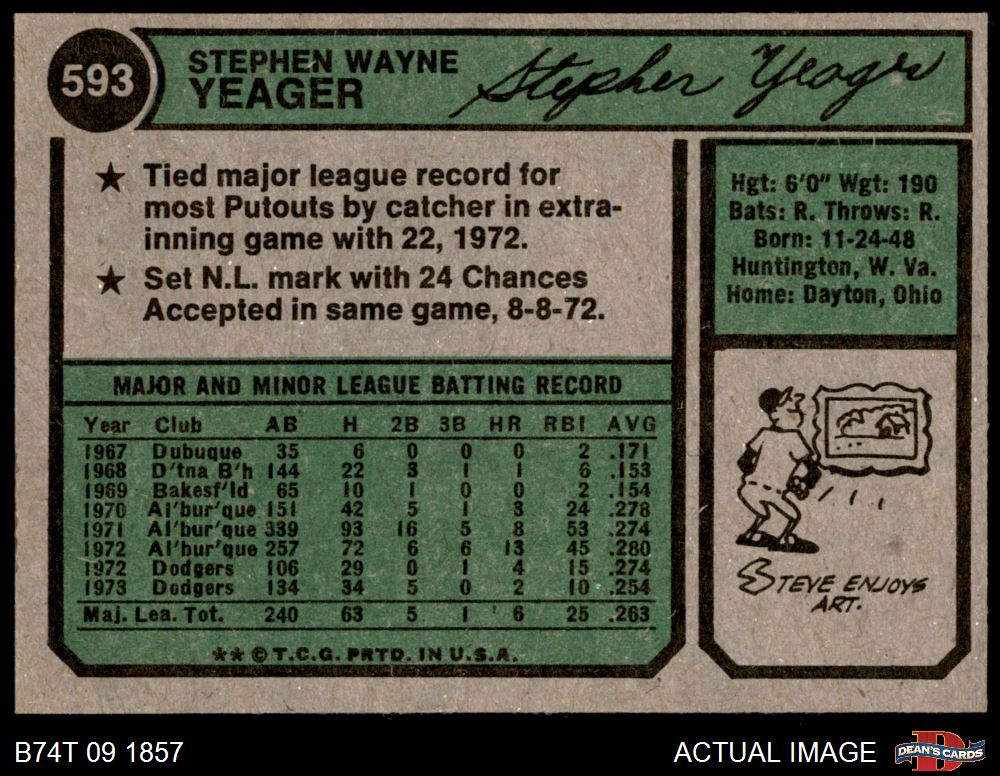 593
STEPHEN WAYNE
YEAGER
Stephen Yeager
★ Tied major league record for
most Putouts by catcher in extra-
inning game with 22, 1972.
★ Set N.L. mark with 24 Chances
Accepted in same game, 8-8-72.
Hgt: 6'0" Wgt: 190
Bats: R. Throws: R.
Born: 11-24-48
Huntington, W. Va.
Home: Dayton, Ohio
MAJOR AND MINOR LEAGUE BATTING RECORD
Year Club AB H 2B 3B HR RBI AVG
1967 Dubuque 35 6 0 0 0 2 .171
1968 D'tna B'h 144 22 3 1 1 6 .153
1969 Bakesf'ld 65 10 1 0 0 2 .154
1970 Al'bur'que 151 42 5 1 3 24 .278
1971 Al'bur'que 339 93 16 5 8 53 .274
1972 Al'bur'que 257 72 6 6 13 45 .280
1972 Dodgers 106 29 0 1 4 15 .274
1973 Dodgers 134 34 5 0 2 10 .254
Maj. Lea. Tot. 240 63 5 1 6 25 .263
** © T.C.G. PRTD. IN U.S.A.
STEVE ENJOYS
ART.
B74T 09 1857
ACTUAL IMAGE
DEAN'S CARDS